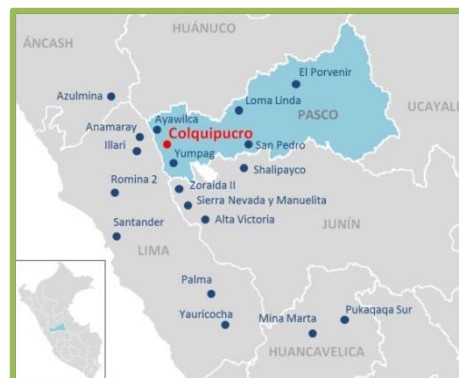 HUÁNUCO
ÁNCASH
El Porvenir
Azulmina
Loma Linda
PASCO
UCAYALI
Ayawilca
Anamaray
Colquipucro
Illari
San Pedro
Yumpag
Shalipayco
Romina 2
Zoraida II
Sierra Nevada y Manuelita
Santander
Alta Victoria
JUNÍN
LIMA
Palma
Yauricocha
Mina Marta
Pukaqaqa Sur
HUANCAVELICA